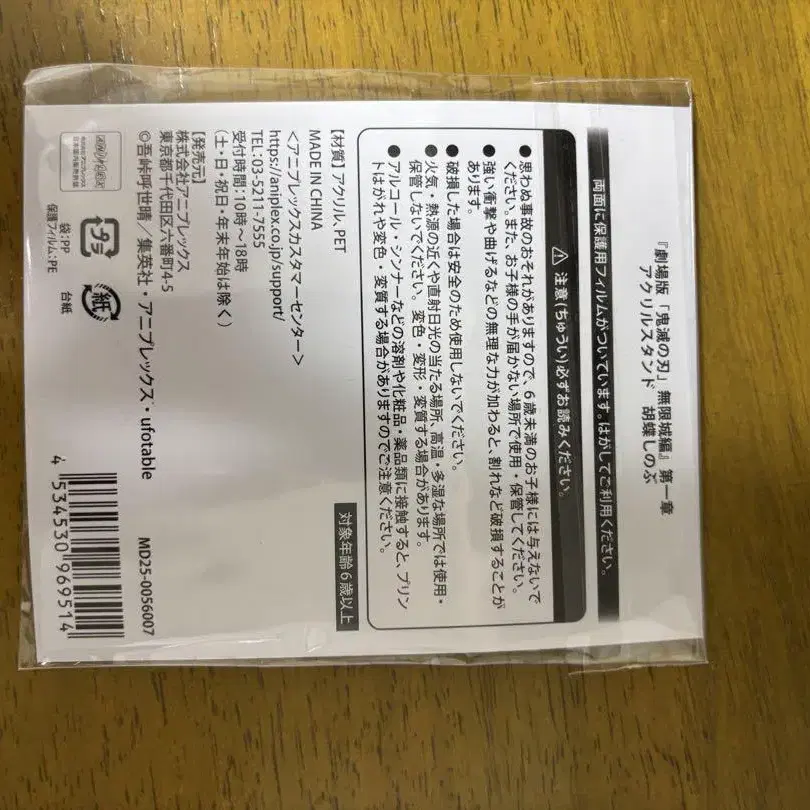 『劇場版「鬼滅の刃」無限城編』第一章
アクリルスタンド 胡蝶しのぶ
両面に保護用フィルムがついています。はがしてご利用ください。
注意(ちゅうい)必ずお読みください。
●思わぬ事故のおそれがありますので、6歳未満のお子様には与えないで
ください。また、お子様の手が届かない場所で使用・保管してください。
●強い衝撃や曲げるなどの無理な力が加わると、割れなど破損することが
あります。
●破損した場合は安全のため使用しないでください。
●火気・熱源の近くや直射日光の当たる場所、高温・多湿な場所では使用・
保管しないでください。変色・変形・変質する場合があります。
●アルコール・シンナーなどの溶剤や化粧品・薬品類に接触すると、プリン
トはがれや変色・変質する場合がありますのでご注意ください。
対象年齢6歳以上
【材質】アクリル、PET
MADE IN CHINA
<アニプレックスカスタマーセンター>
https://aniplex.co.jp/support/
TEL:03-5211-7555
受付時間:10時～18時
(土・日・祝日・年末年始は除く)
【発売元】
株式会社アニプレックス
東京都千代田区六番町4-5
©吾峠呼世晴／集英社・アニプレックス・ufotable
プラ
袋:PP
保護フィルム:PE
紙
台紙
MD25-0056007
4 534530 969514